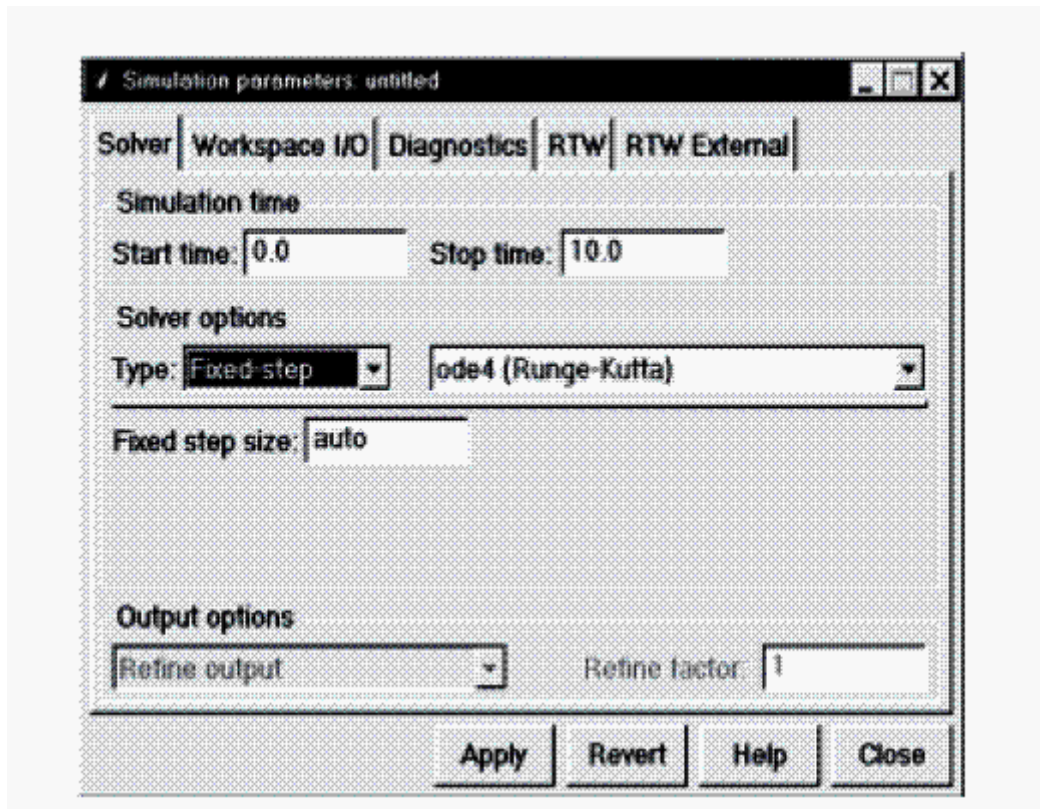 Simulation parameters: untitled
Solver Workspace I/O Diagnostics RTW RTW External
Simulation time
Start time: 0.0 Stop time: 10.0
Solver options
Type: Fixed-step ode4 (Runge-Kutta)
Fixed step size: auto
Output options
Refine output Refine factor: 1
Apply Revert Help Close